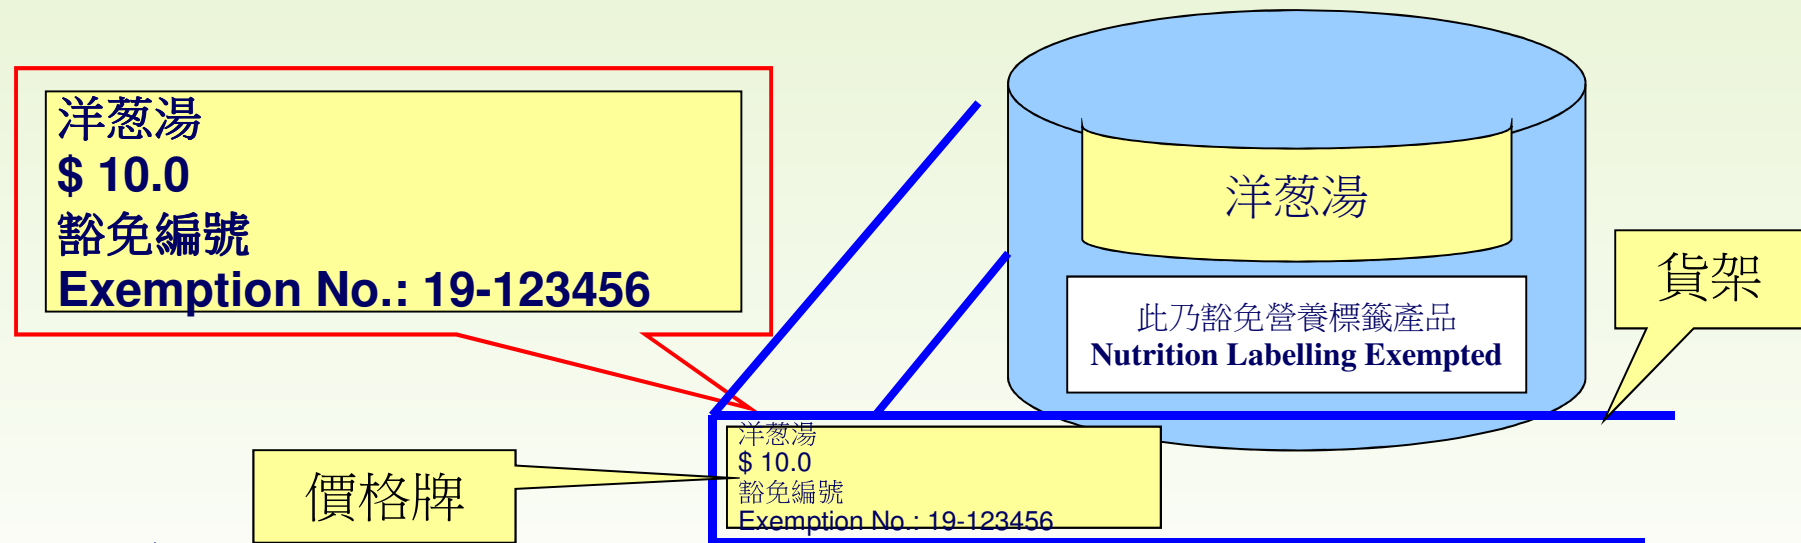 洋葱湯
$ 10.0
豁免編號
Exemption No.: 19-123456
洋葱湯
此乃豁免營養標籤產品
Nutrition Labelling Exempted
貨架
洋葱湯
$ 10.0
豁免編號
Exemption No.: 19-123456
價格牌